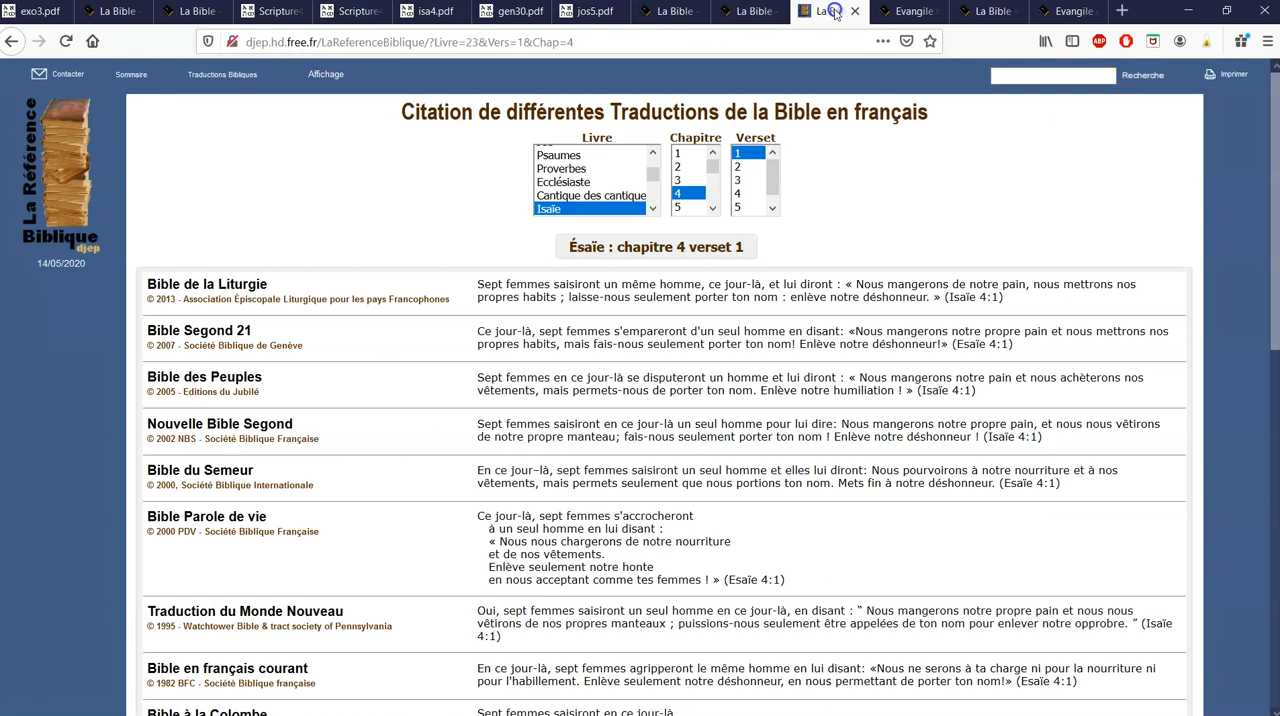 exo3.pdf La Bible La Bible Scripture Scripture isa4.pdf gen30.pdf jos5.pdf La Bible La Bible La B Evangile Evangile
djep.hd.free.fr/LaReferenceBiblique/?Livre=23&Vers=1&Chap=4
Contacter Sommaire Traductions Bibliques Affichage Recherche Imprimer
La Référence
Biblique
djep
14/05/2020
Citation de différentes Traductions de la Bible en français
Livre Chapitre Verset
Psaumes 1 1
Proverbes 2 2
Ecclésiaste 3 3
Cantique des cantique 4 4
Isaïe 5 5
Ésaïe : chapitre 4 verset 1
Bible de la Liturgie
© 2013 - Association Épiscopale Liturgique pour les pays Francophones
Sept femmes saisiront un même homme, ce jour-là, et lui diront : « Nous mangerons de notre pain, nous mettrons nos
propres habits ; laisse-nous seulement porter ton nom : enlève notre déshonneur. » (Isaïe 4:1)
Bible Segond 21
© 2007 - Société Biblique de Genève
Ce jour-là, sept femmes s'empareront d'un seul homme en disant: «Nous mangerons notre propre pain et nous mettrons nos
propres habits, mais fais-nous seulement porter ton nom! Enlève notre déshonneur!» (Esaïe 4:1)
Bible des Peuples
© 2005 - Editions du Jubilé
Sept femmes en ce jour-là se disputeront un homme et lui diront : « Nous mangerons notre pain et nous achèterons nos
vêtements, mais permets-nous de porter ton nom. Enlève notre humiliation ! » (Isaïe 4:1)
Nouvelle Bible Segond
© 2002 NBS - Société Biblique Française
Sept femmes saisiront en ce jour-là un seul homme pour lui dire: Nous mangerons notre propre pain, et nous nous vêtirons
de notre propre manteau; fais-nous seulement porter ton nom ! Enlève notre déshonneur ! (Isaïe 4:1)
Bible du Semeur
© 2000, Société Biblique Internationale
En ce jour–là, sept femmes saisiront un seul homme et elles lui diront: Nous pourvoirons à notre nourriture et à nos
vêtements, mais permets seulement que nous portions ton nom. Mets fin à notre déshonneur. (Esaïe 4:1)
Bible Parole de vie
© 2000 PDV - Société Biblique Française
Ce jour-là, sept femmes s'accrocheront
à un seul homme en lui disant :
« Nous nous chargerons de notre nourriture
et de nos vêtements.
Enlève seulement notre honte
en nous acceptant comme tes femmes ! » (Esaïe 4:1)
Traduction du Monde Nouveau
© 1995 - Watchtower Bible & tract society of Pennsylvania
Oui, sept femmes saisiront un seul homme en ce jour-là, en disant : “ Nous mangerons notre propre pain et nous nous
vêtirons de nos propres manteaux ; puissions-nous seulement être appelées de ton nom pour enlever notre opprobre. ” (Isaïe
4:1)
Bible en français courant
© 1982 BFC - Société Biblique française
En ce jour-là, sept femmes agripperont le même homme en lui disant: «Nous ne serons à ta charge ni pour la nourriture ni
pour l'habillement. Enlève seulement notre déshonneur, en nous permettant de porter ton nom!» (Esaïe 4:1)
Bible à la Colombe
Sept femmes saisiront en ce jour-là